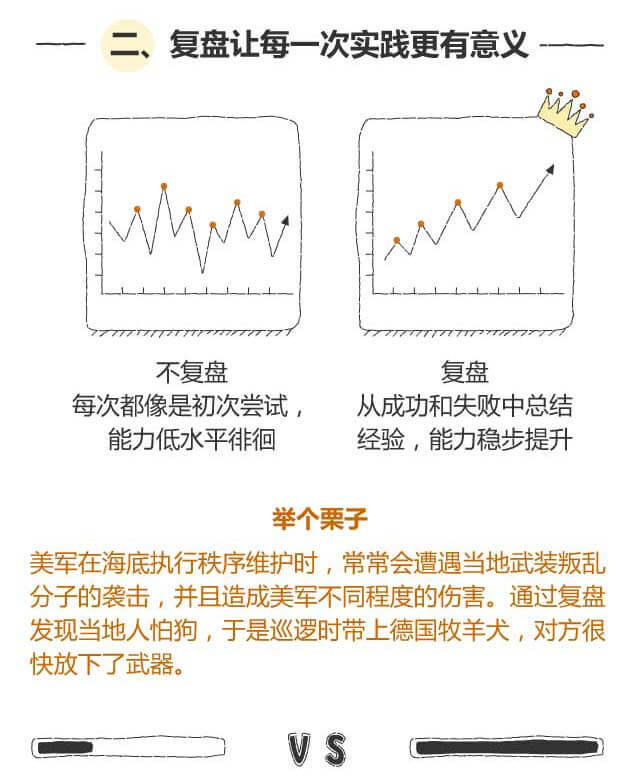 二、复盘让每一次实践更有意义
不复盘
每次都像是初次尝试，
能力低水平徘徊
复盘
从成功和失败中总结
经验，能力稳步提升
举个栗子
美军在海底执行秩序维护时，常常会遭遇当地武装叛乱
分子的袭击，并且造成美军不同程度的伤害。通过复盘
发现当地人怕狗，于是巡逻时带上德国牧羊犬，对方很
快放下了武器。
VS